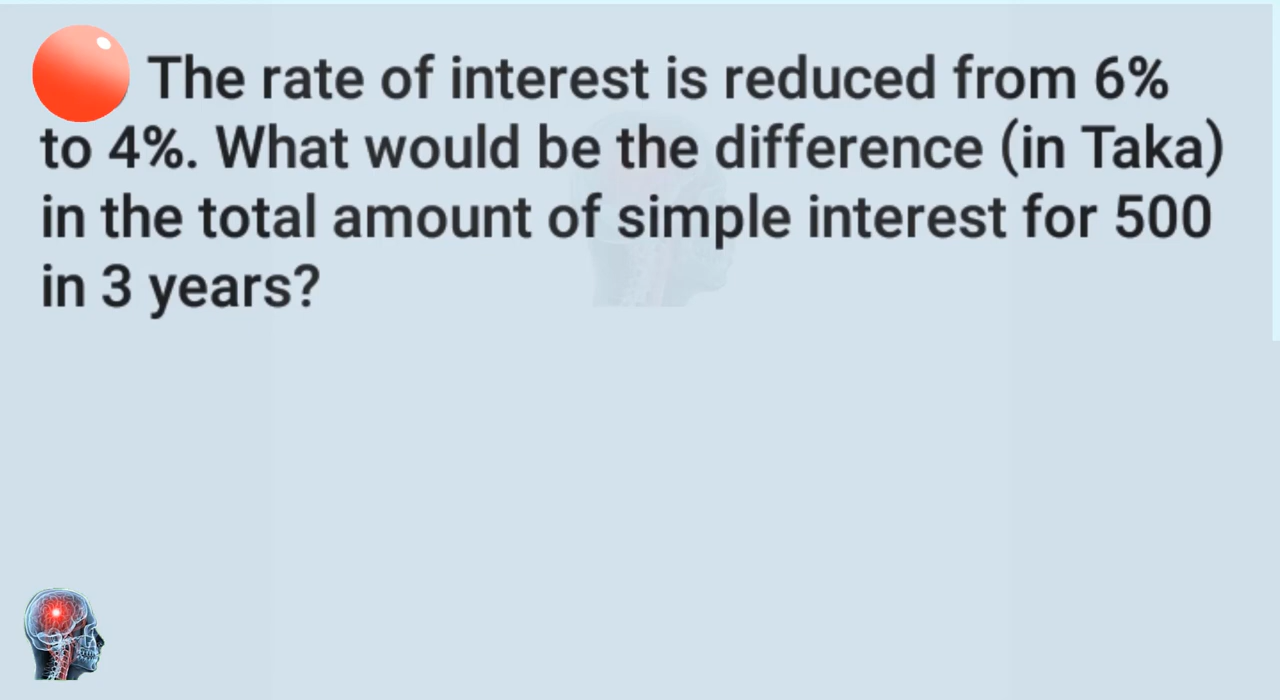 The rate of interest is reduced from 6%
to 4%. What would be the difference (in Taka)
in the total amount of simple interest for 500
in 3 years?